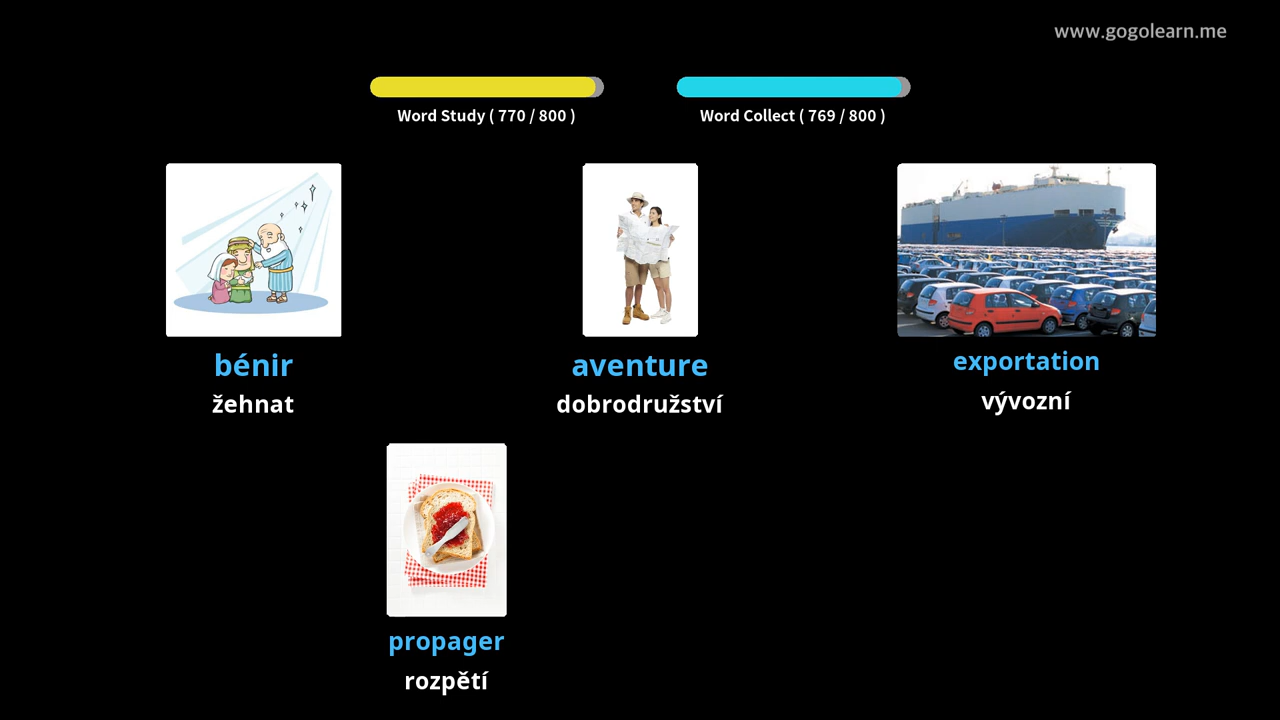 www.gogolearn.me
Word Study ( 770 / 800 )
Word Collect ( 769 / 800 )
bénir
žehnat
aventure
dobrodružství
exportation
vývozní
propager
rozpětí